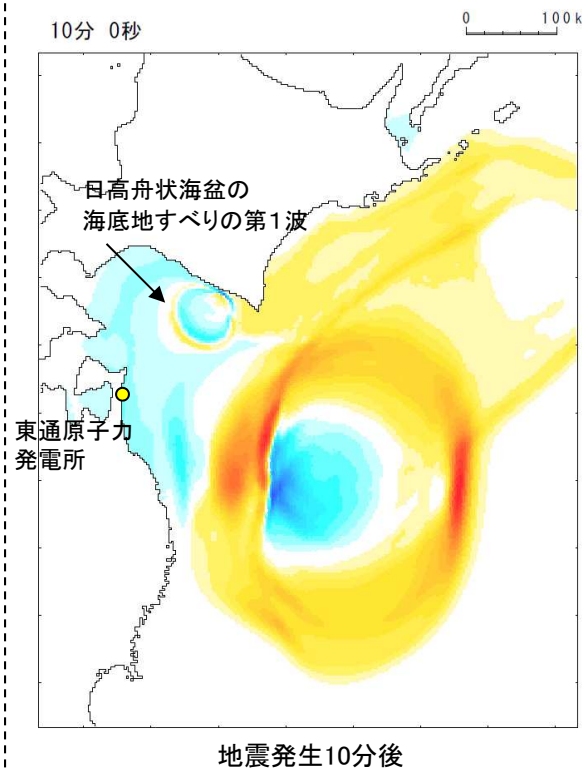 10分 0秒
0 100 k
日高舟状海盆の
海底地すべりの第1波
東通原子力
発電所
地震発生10分後